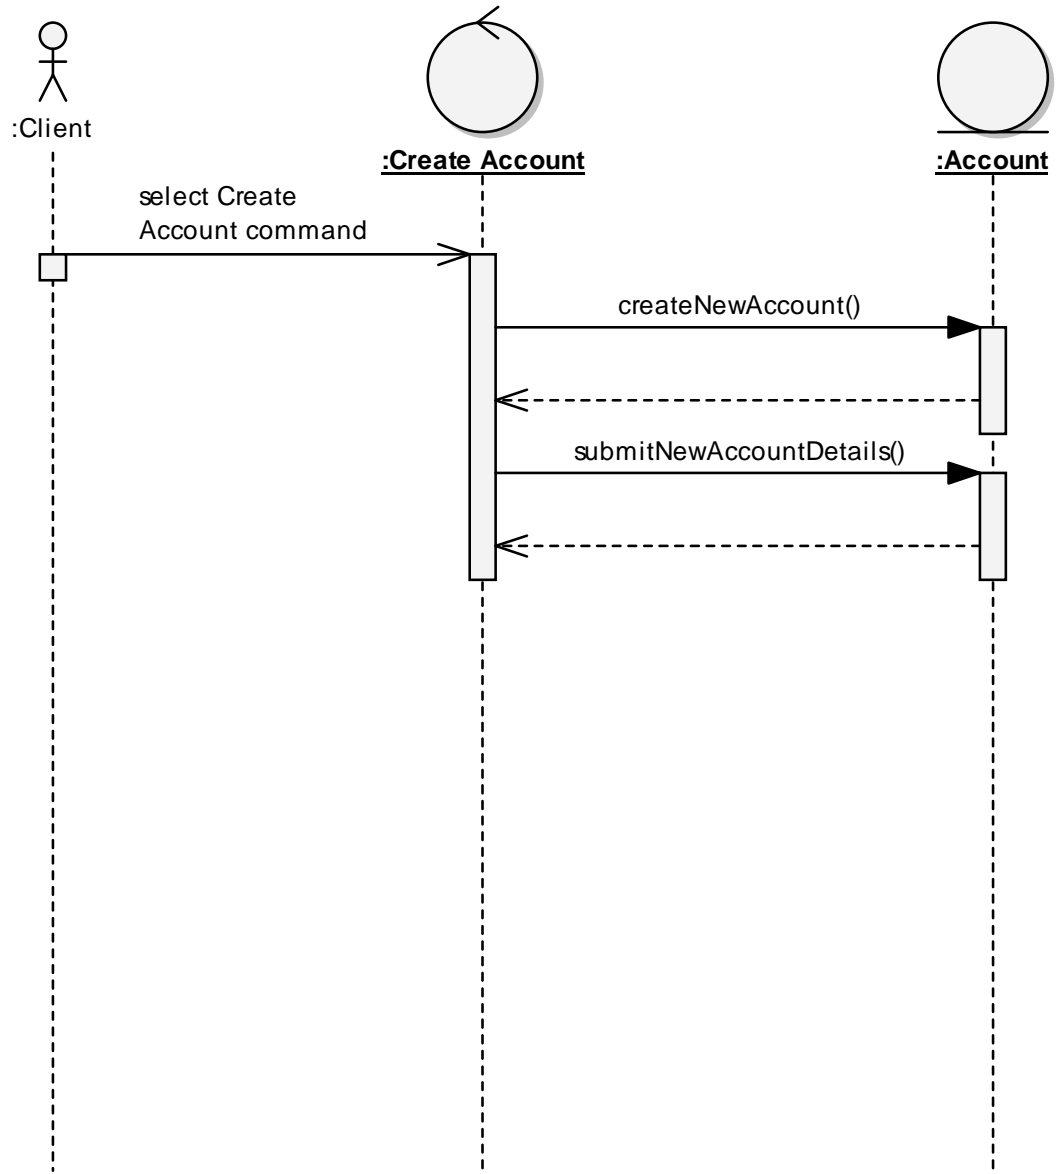 :Client
:Create Account
:Account
select Create
Account command
createNewAccount()
submitNewAccountDetails()